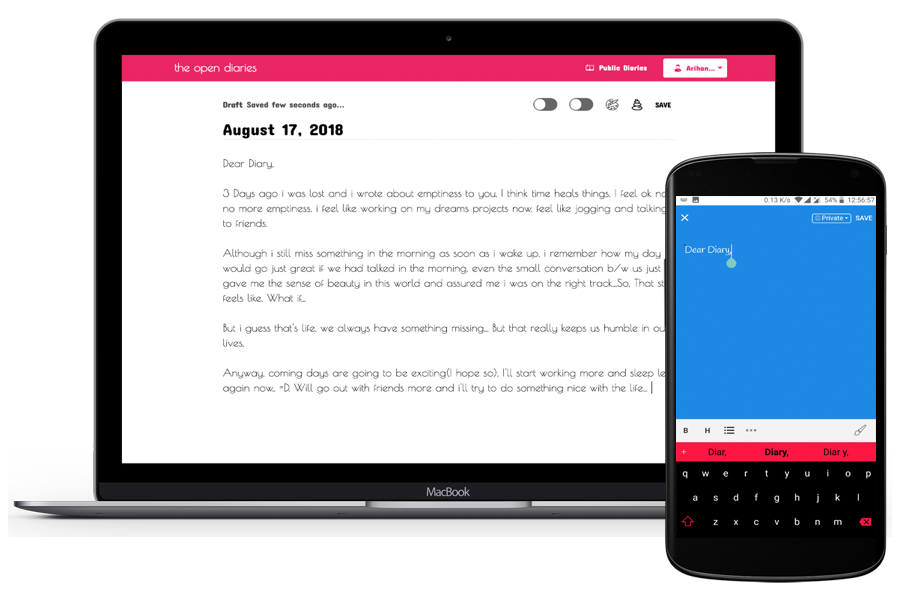 the open diaries
Public Diaries
Arihan...
Draft Saved few seconds ago...
SAVE
August 17, 2018
Dear Diary,
3 Days ago i was lost and i wrote about emptiness to you. I think time heals things. I feel ok
no more emptiness. i feel like working on my dreams projects now. feel like jogging and talking
to friends.
Although i still miss something in the morning as soon as i wake up. i remember how my day
would go just great if we had talked in the morning, even the small conversation b/w us just
gave me the sense of beauty in this world and assured me i was on the right track...So, That
feels like, What if...
But i guess that's life. we always have something missing... But that really keeps us humble in
lives.
Anyway, coming days are going to be exciting(I hope so), I'll start working more and sleep
again now.. =D. Will go out with friends more and i'll try to do something nice with the life...
MacBook
0.13 K/s 54% 12:56:57
Private SAVE
Dear Diary
B H
+ Diar, Diary, Diar y,
q w e r t y u i o p
a s d f g h j k l
z x c v b n m